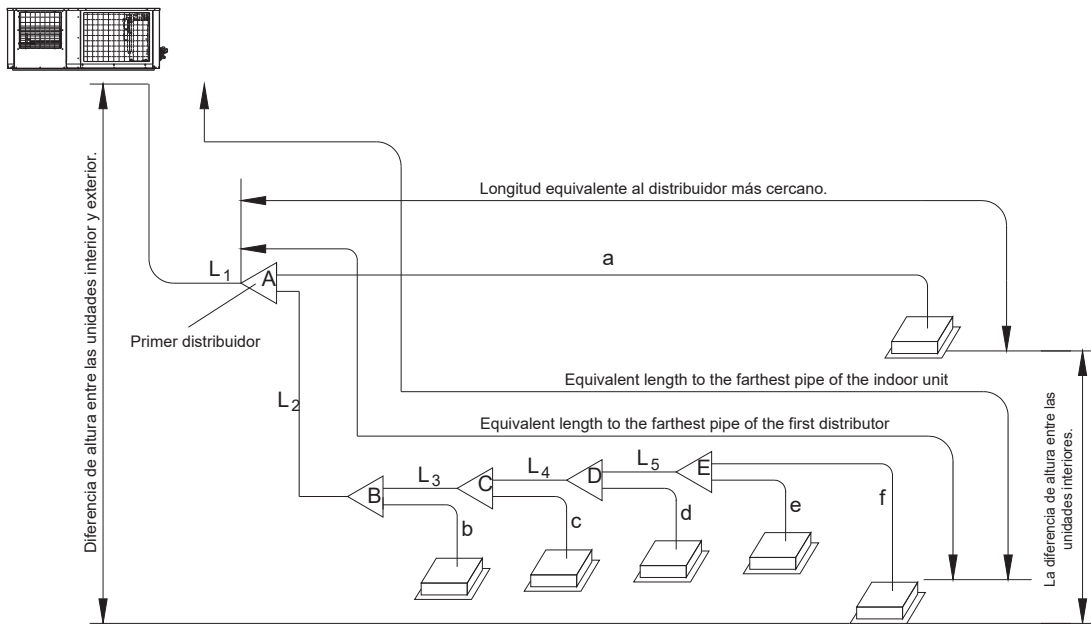 Diferencia de altura entre las unidades interior y exterior.
Longitud equivalente al distribuidor más cercano.
a
L1
A
Primer distribuidor
Equivalent length to the farthest pipe of the indoor unit
L2
Equivalent length to the farthest pipe of the first distributor
La diferencia de altura entre las
unidades interiores.
L3
L4
L5
B
C
D
E
b
c
d
e
f